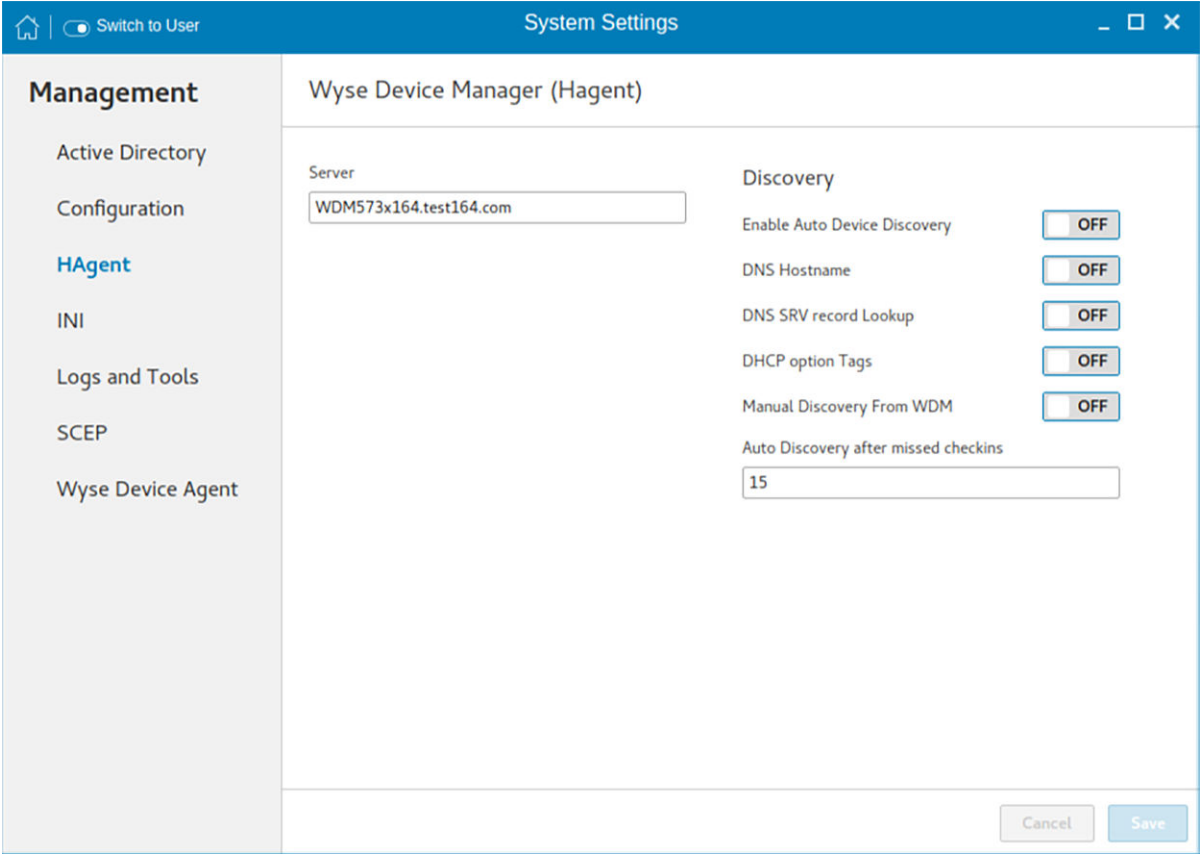 Switch to User
System Settings
Management
Active Directory
Configuration
HAgent
INI
Logs and Tools
SCEP
Wyse Device Agent
Wyse Device Manager (Hagent)
Server
WDM573x164.test164.com
Discovery
Enable Auto Device Discovery OFF
DNS Hostname OFF
DNS SRV record Lookup OFF
DHCP option Tags OFF
Manual Discovery From WDM OFF
Auto Discovery after missed checkins
15
Cancel Save